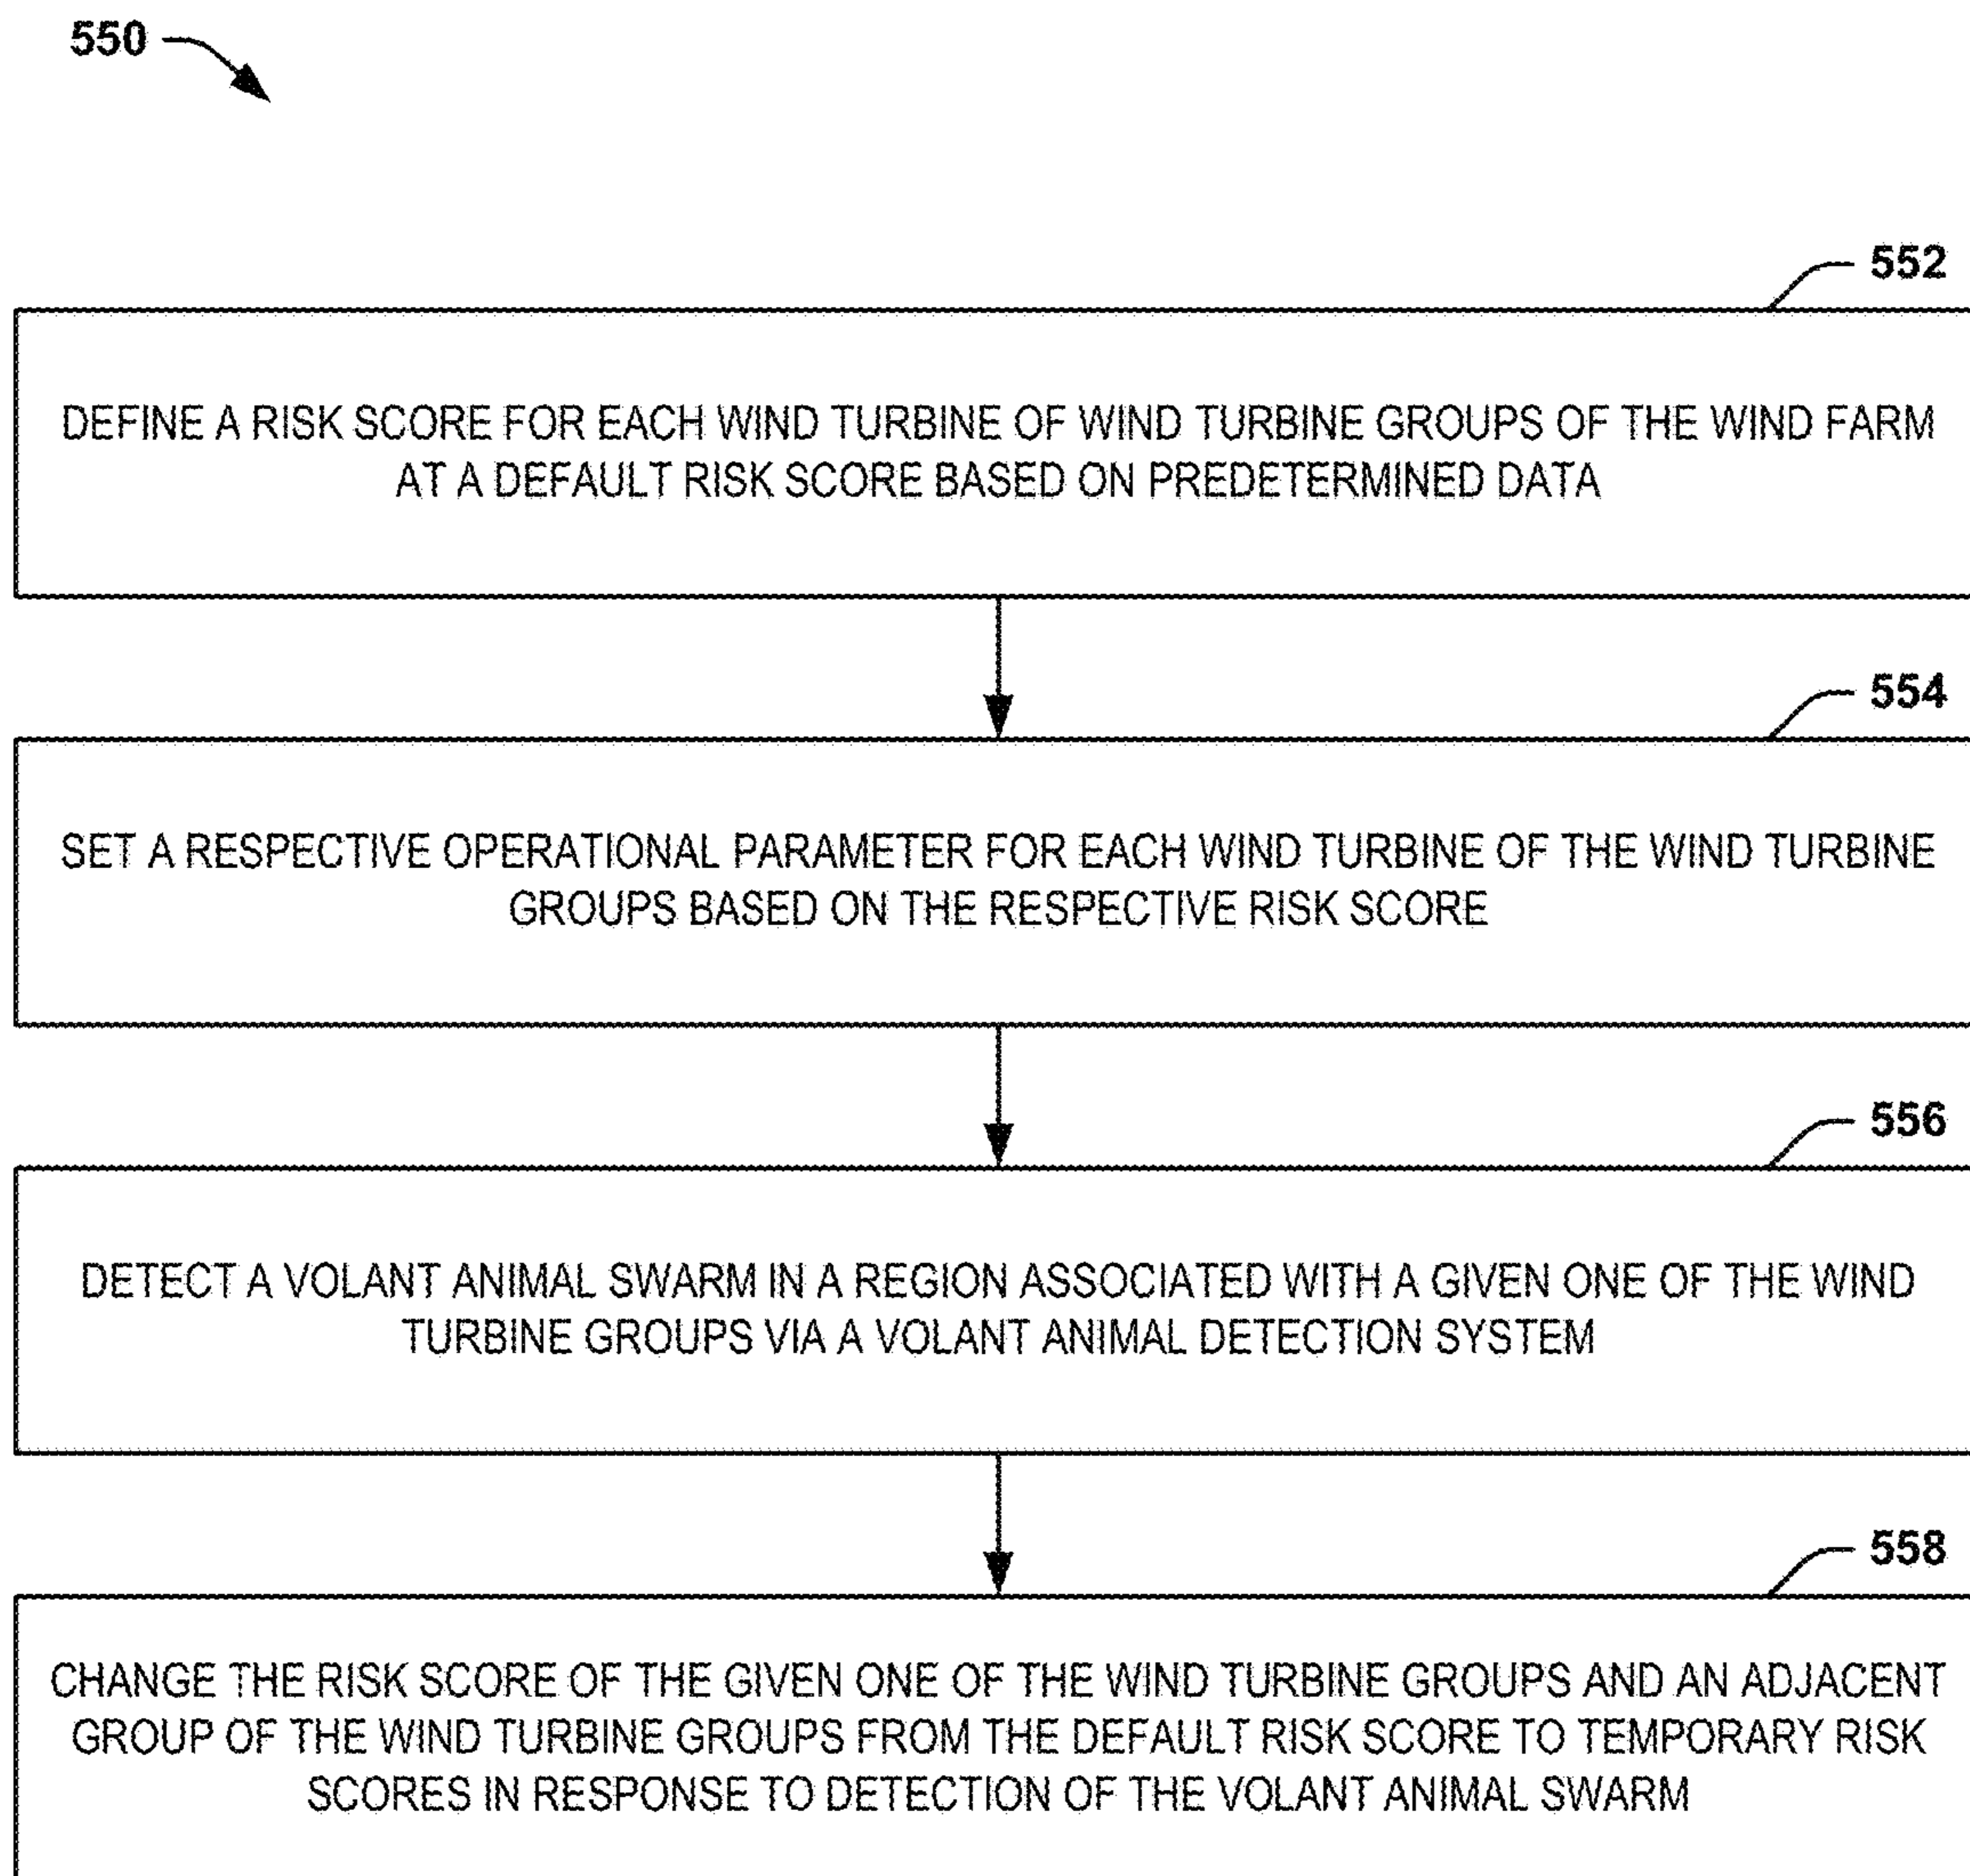 550
552
DEFINE A RISK SCORE FOR EACH WIND TURBINE OF WIND TURBINE GROUPS OF THE WIND FARM
AT A DEFAULT RISK SCORE BASED ON PREDETERMINED DATA
554
SET A RESPECTIVE OPERATIONAL PARAMETER FOR EACH WIND TURBINE OF THE WIND TURBINE
GROUPS BASED ON THE RESPECTIVE RISK SCORE
556
DETECT A VOLANT ANIMAL SWARM IN A REGION ASSOCIATED WITH A GIVEN ONE OF THE WIND
TURBINE GROUPS VIA A VOLANT ANIMAL DETECTION SYSTEM
558
CHANGE THE RISK SCORE OF THE GIVEN ONE OF THE WIND TURBINE GROUPS AND AN ADJACENT
GROUP OF THE WIND TURBINE GROUPS FROM THE DEFAULT RISK SCORE TO TEMPORARY RISK
SCORES IN RESPONSE TO DETECTION OF THE VOLANT ANIMAL SWARM